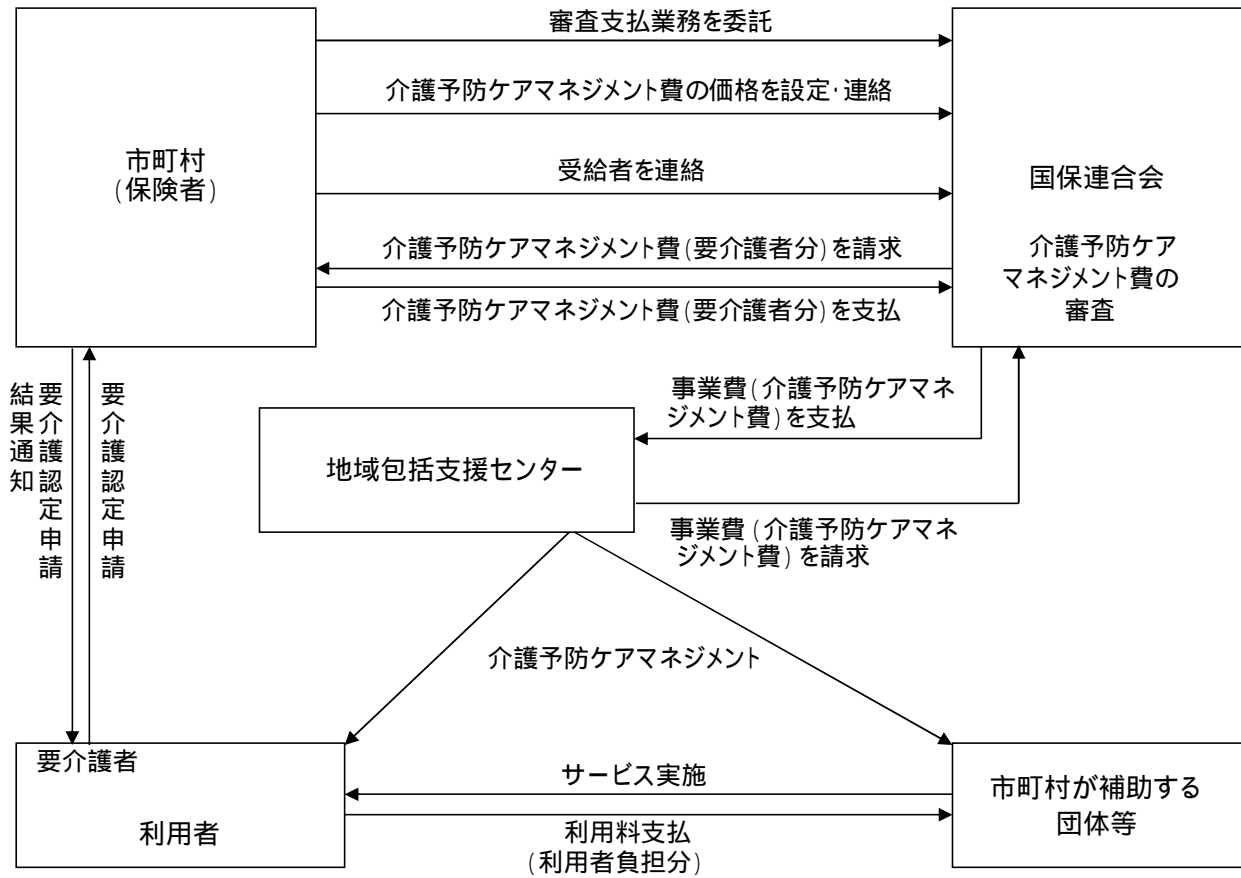 審査支払業務を委託
介護予防ケアマネジメント費の価格を設定・連絡
市町村
(保険者)
受給者を連絡
国保連合会
介護予防ケア
マネジメント費の
審査
介護予防ケアマネジメント費(要介護者分)を請求
介護予防ケアマネジメント費(要介護者分)を支払
要介護認定申請
結果通知
要介護認定申請
事業費(介護予防ケアマネ
ジメント費)を支払
地域包括支援センター
事業費(介護予防ケアマネ
ジメント費)を請求
介護予防ケアマネジメント
要介護者
利用者
サービス実施
利用料支払
(利用者負担分)
市町村が補助する
団体等